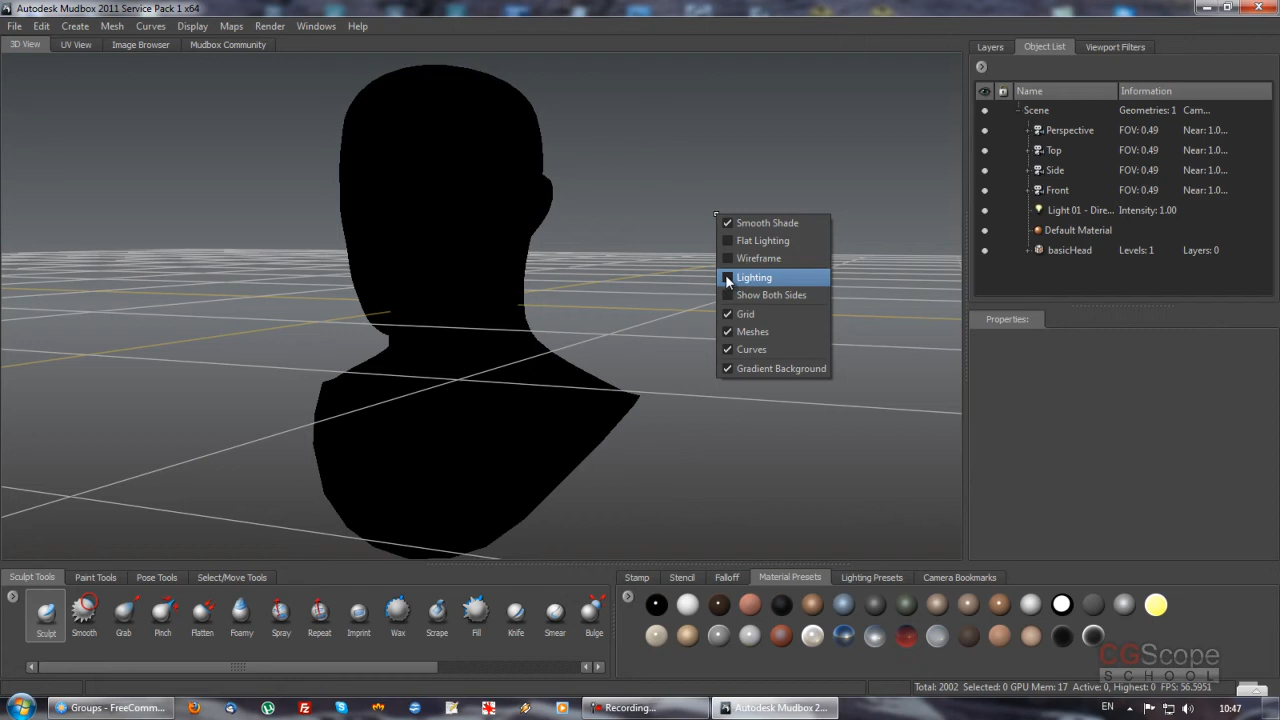 Autodesk Mudbox 2011 Service Pack 1 x64
File Edit Create Mesh Curves Display Maps Render Windows Help
3D View UV View Image Browser Mudbox Community
Layers Object List Viewport Filters
Name Information
Scene Geometries: 1 Cam...
Perspective FOV: 0.49 Near: 1.0...
Top FOV: 0.49 Near: 1.0...
Side FOV: 0.49 Near: 1.0...
Front FOV: 0.49 Near: 1.0...
Light 01 - Dire... Intensity: 1.00
Default Material
basicHead Levels: 1 Layers: 0
Smooth Shade
Flat Lighting
Wireframe
Lighting
Show Both Sides
Grid
Meshes
Curves
Gradient Background
Properties:
Sculpt Tools Paint Tools Pose Tools Select/Move Tools
Sculpt Smooth Grab Pinch Flatten Foamy Spray Repeat Imprint Wax Scrape Fill Knife Smear Bulge
Stamp Stencil Falloff Material Presets Lighting Presets Camera Bookmarks
CGScope
SCHOOL
Total: 2002 Selected: 0 GPU Mem: 17 Active: 0, Highest: 0 FPS: 56.5951
Groups - FreeComm... Recording... Autodesk Mudbox 2... EN 10:47